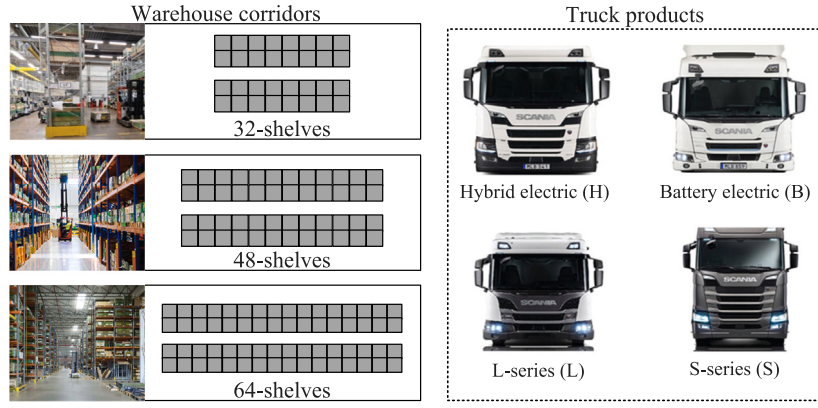 Warehouse corridors
32-shelves
48-shelves
64-shelves
Truck products
SCANIA
SCANIA
Hybrid electric (H)
Battery electric (B)
SCANIA
SCANIA
L-series (L)
S-series (S)